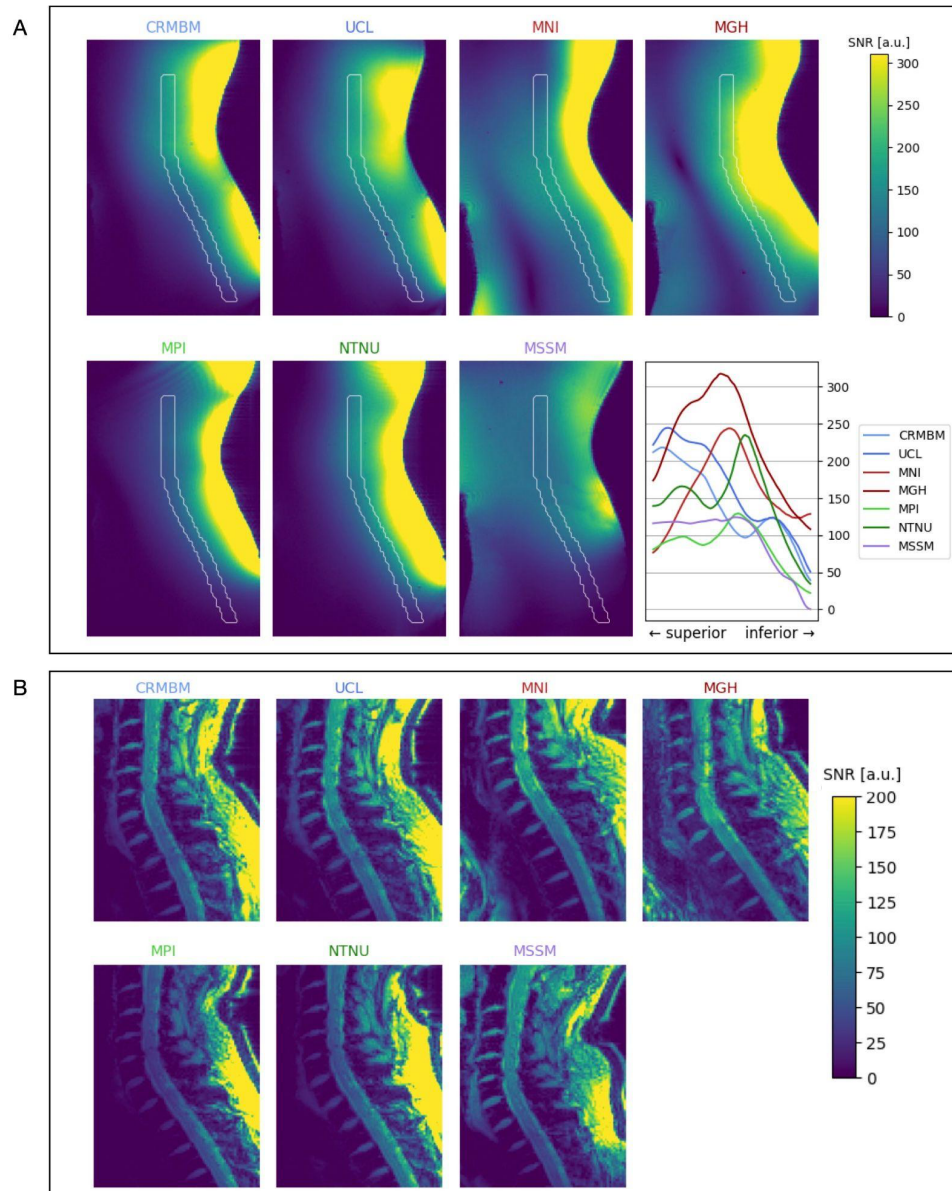 A
CRMBM UCL MNI MGH
SNR [a.u.]
300
250
200
150
100
50
0
MPI NTNU MSSM
300
250
200
150
100
50
0
CRMBM
UCL
MNI
MGH
MPI
NTNU
MSSM
← superior inferior →
B
CRMBM UCL MNI MGH
SNR [a.u.]
200
175
150
125
100
75
50
25
0
MPI NTNU MSSM